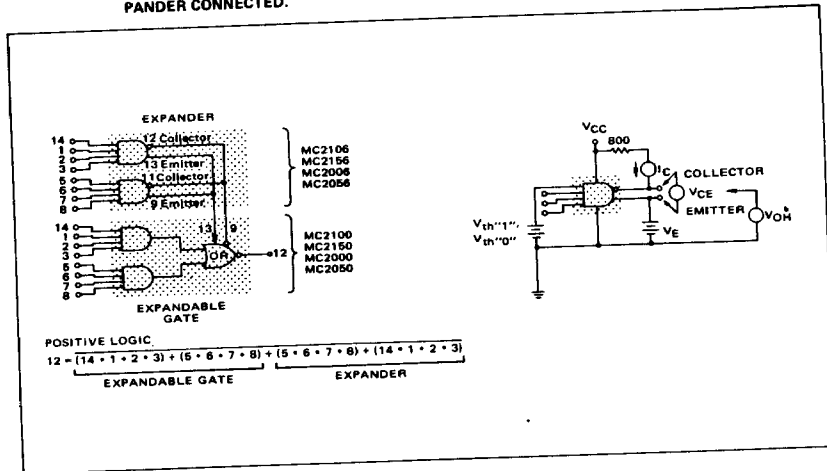 PANDER CONNECTED.
EXPANDER
14
1
2
3
12 Collector
13 Emitter
5
6
7
8
11 Collector
9 Emitter
MC2106
MC2156
MC2006
MC2056
14
1
2
3
5
6
7
8
13
9
OR
12
MC2100
MC2150
MC2000
MC2050
EXPANDABLE
GATE
VCC
800
IC
COLLECTOR
VCE
EMITTER
VOH
VE
Vth"1",
Vth"0"
POSITIVE LOGIC
12 = (14 • 1 • 2 • 3) + (5 • 6 • 7 • 8) + (5 • 6 • 7 • 8) + (14 • 1 • 2 • 3)
EXPANDABLE GATE
EXPANDER